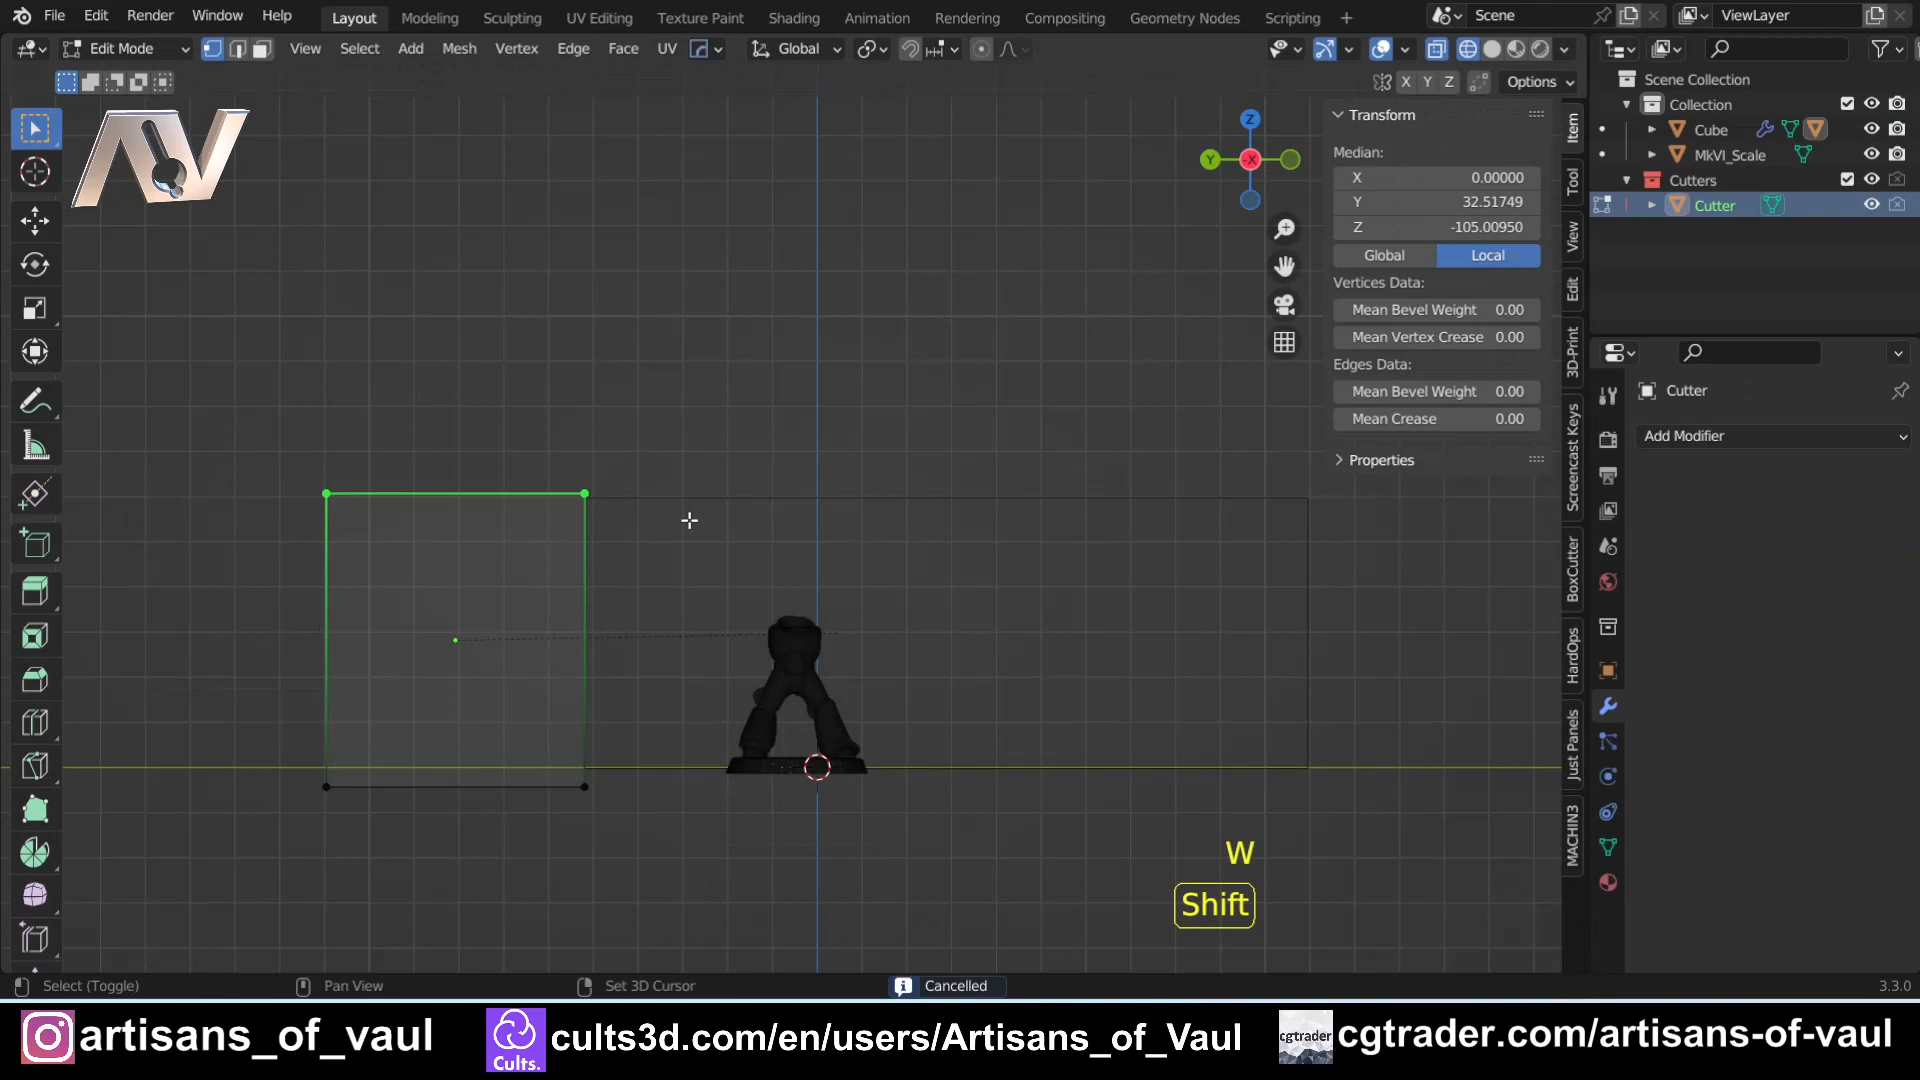 File Edit Render Window Help Layout Modeling Sculpting UV Editing Texture Paint Shading Animation Rendering Compositing Geometry Nodes Scripting + Scene ViewLayer
Edit Mode View Select Add Mesh Vertex Edge Face UV Global
X Y Z Options
AV
Z
Y
-X
Transform
Median:
X 0.00000
Y 32.51749
Z -105.00950
Global Local
Vertices Data:
Mean Bevel Weight 0.00
Mean Vertex Crease 0.00
Edges Data:
Mean Bevel Weight 0.00
Mean Crease 0.00
Properties
Item
Tool
View
Edit
3D-Print
Screencast Keys
BoxCutter
HardOps
Just Panels
MACHIN3
Scene Collection
Collection
Cube
MkVI_Scale
Cutters
Cutter
Cutter
Add Modifier
W
Shift
Select (Toggle) Pan View Set 3D Cursor Cancelled 3.3.0
artisans_of_vaul Cults. cults3d.com/en/users/Artisans_of_Vaul cgtrader cgtrader.com/artisans-of-vaul